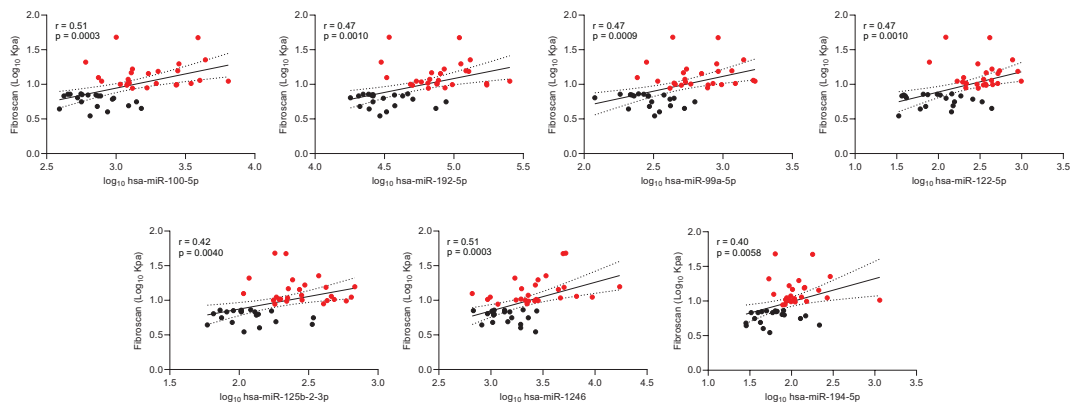 r = 0.51
p = 0.0003
Fibroscan (Log10 Kpa)
2.0
1.5
1.0
0.5
0.0
2.5 3.0 3.5 4.0
log10 hsa-miR-100-5p
r = 0.47
p = 0.0010
Fibroscan (Log10 Kpa)
2.0
1.5
1.0
0.5
0.0
4.0 4.5 5.0 5.5
log10 hsa-miR-192-5p
r = 0.47
p = 0.0009
Fibroscan (Log10 Kpa)
2.0
1.5
1.0
0.5
0.0
2.0 2.5 3.0 3.5
log10 hsa-miR-99a-5p
r = 0.47
p = 0.0010
Fibroscan (Log10 Kpa)
2.0
1.5
1.0
0.5
0.0
1.0 1.5 2.0 2.5 3.0 3.5
log10 hsa-miR-122-5p
r = 0.42
p = 0.0040
Fibroscan (Log10 Kpa)
2.0
1.5
1.0
0.5
0.0
1.5 2.0 2.5 3.0
log10 hsa-miR-125b-2-3p
r = 0.51
p = 0.0003
Fibroscan (Log10 Kpa)
2.0
1.5
1.0
0.5
0.0
2.5 3.0 3.5 4.0 4.5
log10 hsa-miR-1246
r = 0.40
p = 0.0058
Fibroscan (Log10 Kpa)
2.0
1.5
1.0
0.5
0.0
1.0 1.5 2.0 2.5 3.0 3.5
log10 hsa-miR-194-5p